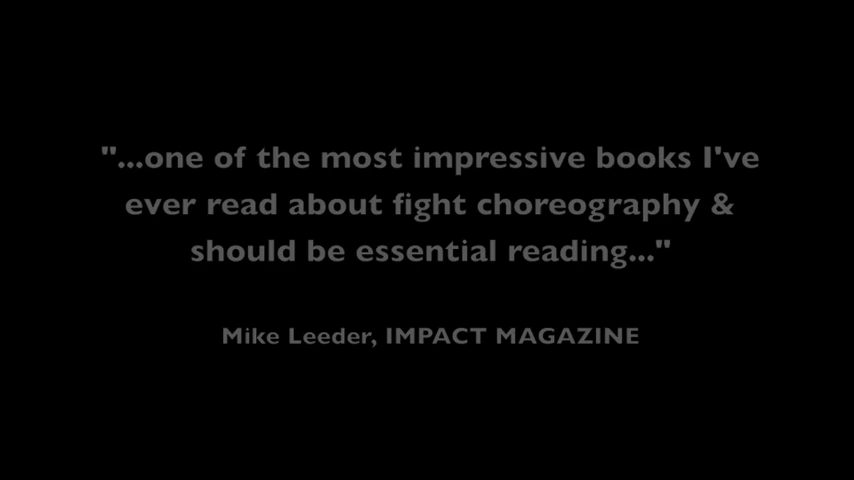 "...one of the most impressive books I've
ever read about fight choreography &
should be essential reading..."
Mike Leeder, IMPACT MAGAZINE